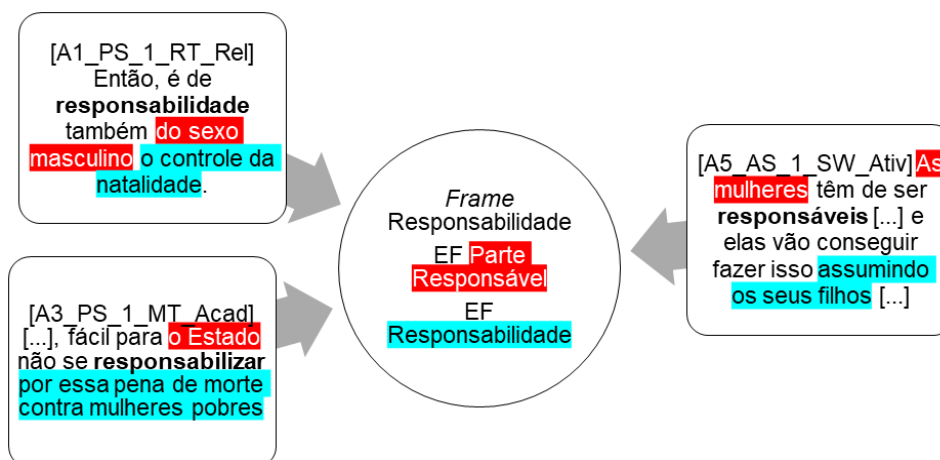 [A1_PS_1_RT_Rel]
Então, é de
responsabilidade
também do sexo
masculino o controle da
natalidade.
[A3_PS_1_MT_Acad]
[...], fácil para o Estado
não se responsabilizar
por essa pena de morte
contra mulheres pobres
Frame
Responsabilidade
EF Parte
Responsável
EF
Responsabilidade
[A5_AS_1_SW_Ativ] As
mulheres têm de ser
responsáveis [...] e
elas vão conseguir
fazer isso assumindo
os seus filhos [...]